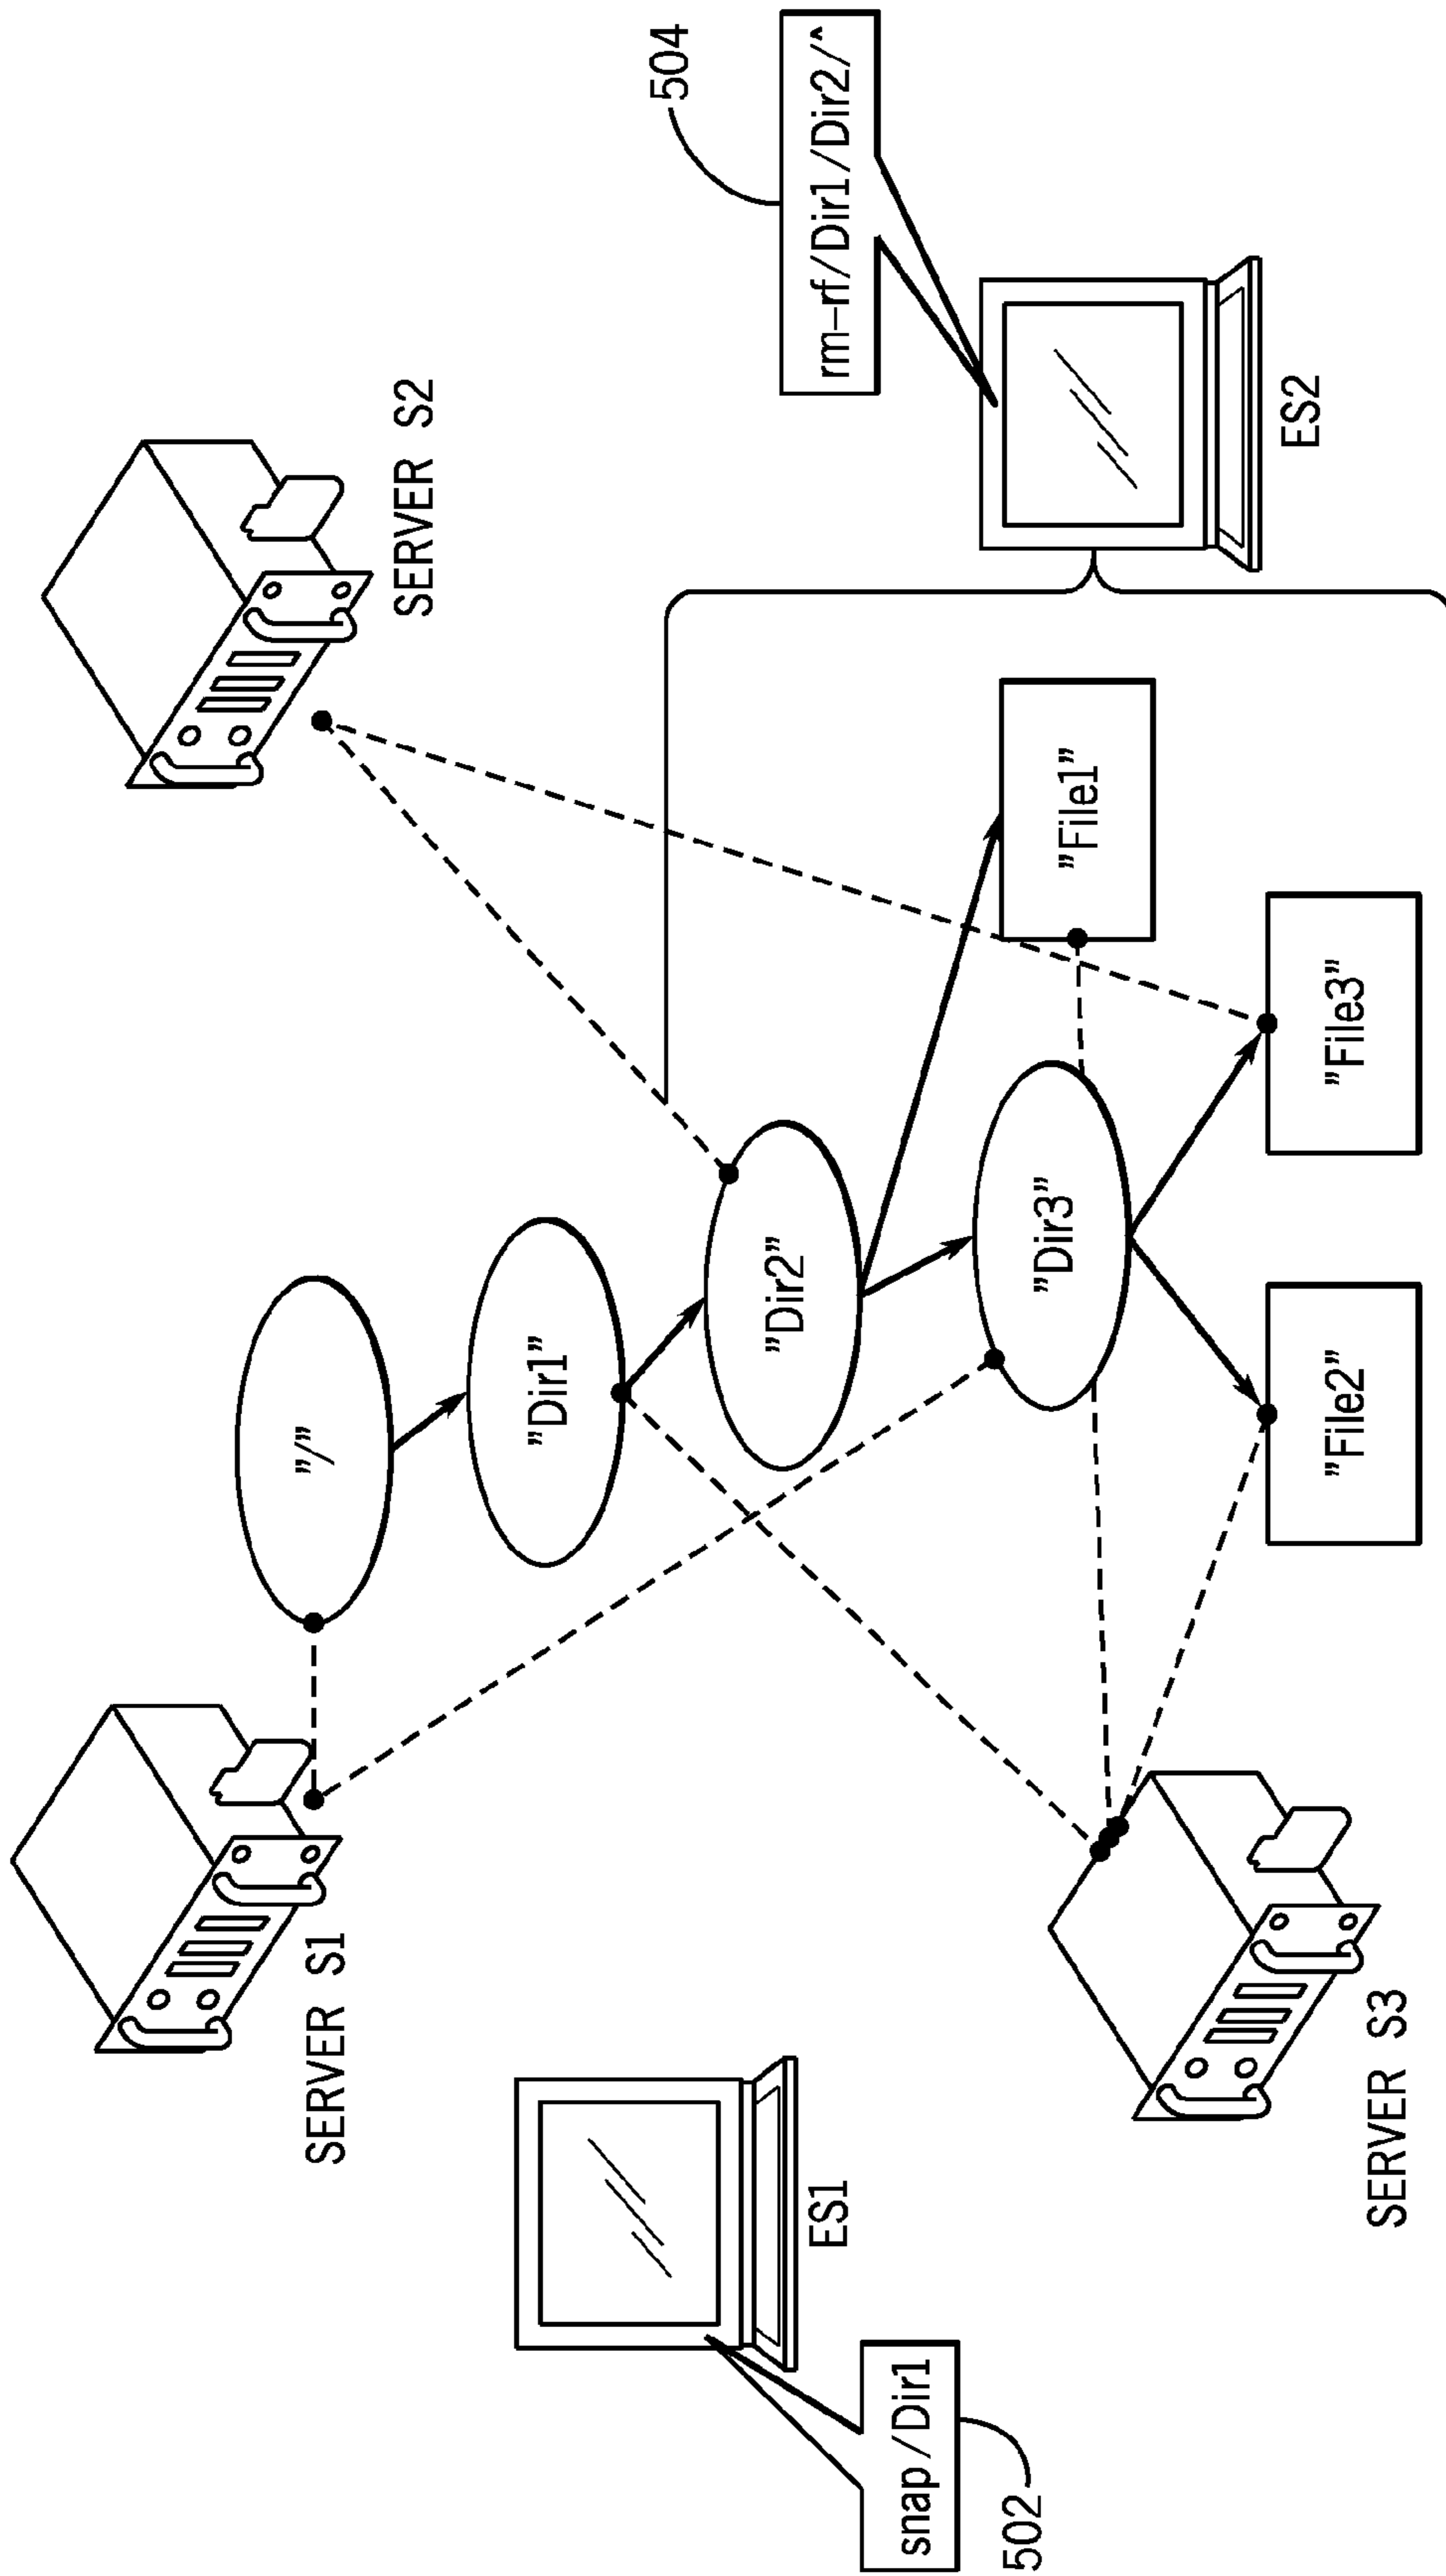 SERVER S1
SERVER S2
"/"
"Dir1"
ES1
snap/Dir1
502
"Dir2"
504
rm-rf/Dir1/Dir2/^
"Dir3"
"File1"
ES2
SERVER S3
"File2"
"File3"